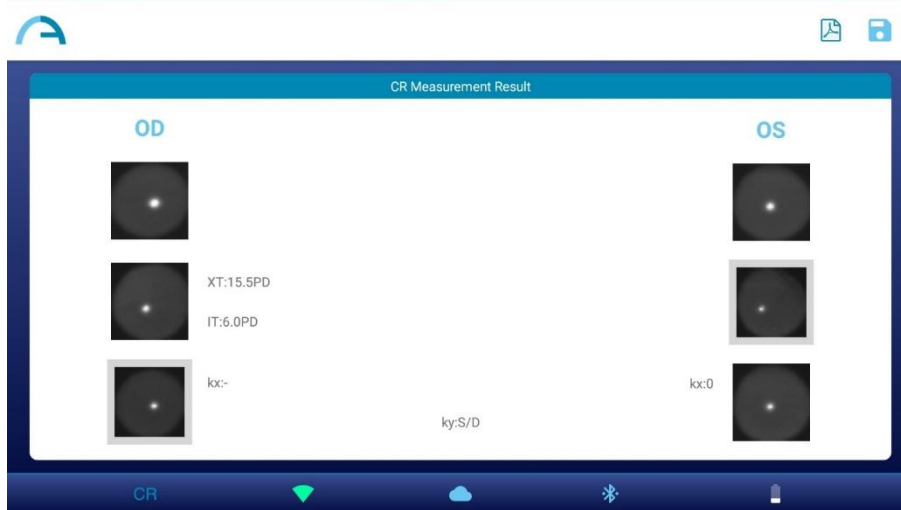 CR Measurement Result
OD
OS
XT:15.5PD
IT:6.0PD
kx:-
kx:0
ky:S/D
CR